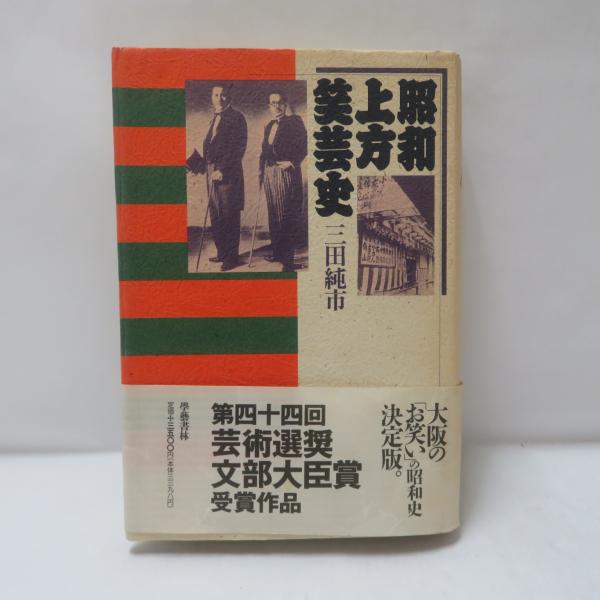 昭和
上方
笑芸史
三田純市
大阪の
「お笑い」の昭和史
決定版。
第四十四回
芸術選奨
文部大臣賞
受賞作品
學藝書林